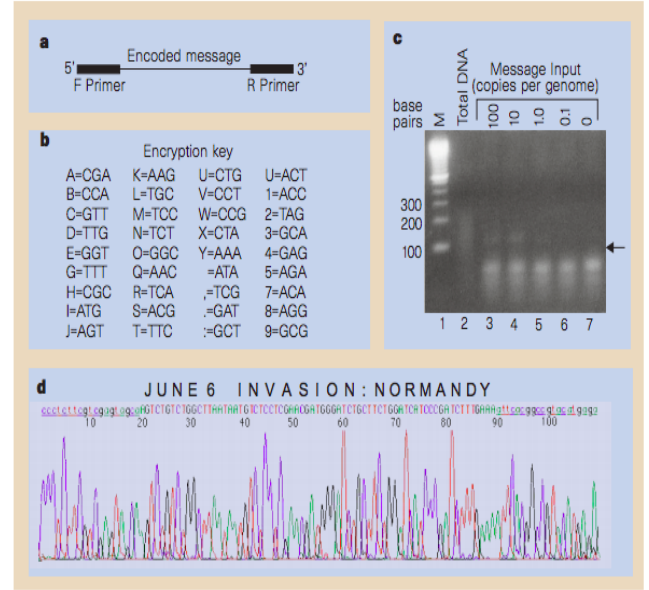 a
Encoded message
5' 3'
F Primer R Primer
b
Encryption key
A=CGA K=AAG U=CTG U=ACT
B=CCA L=TGC V=CCT 1=ACC
C=GTT M=TCC W=CCG 2=TAG
D=TTG N=TCT X=CTA 3=GCA
E=GGT O=GGC Y=AAA 4=GAG
G=TTT Q=AAC =ATA 5=AGA
H=CGC R=TCA ,=TCG 7=ACA
I=ATG S=ACG .=GAT 8=AGG
J=AGT T=TTC :=GCT 9=GCG
c
Message Input
(copies per genome)
base pairs M Total DNA 100 10 1.0 0.1 0
300
200
100
1 2 3 4 5 6 7
d
JUNE 6 INVASION: NORMANDY
ccctcttcgtcgagtagcaAGTCTGTCTGGCTTAATAATGTCTCCTCGAACGATGGGATCTGCTTCTGGATCATCCCGATCTTTGAAAattcacggccgtacatgaga
10 20 30 40 50 60 70 80 90 100